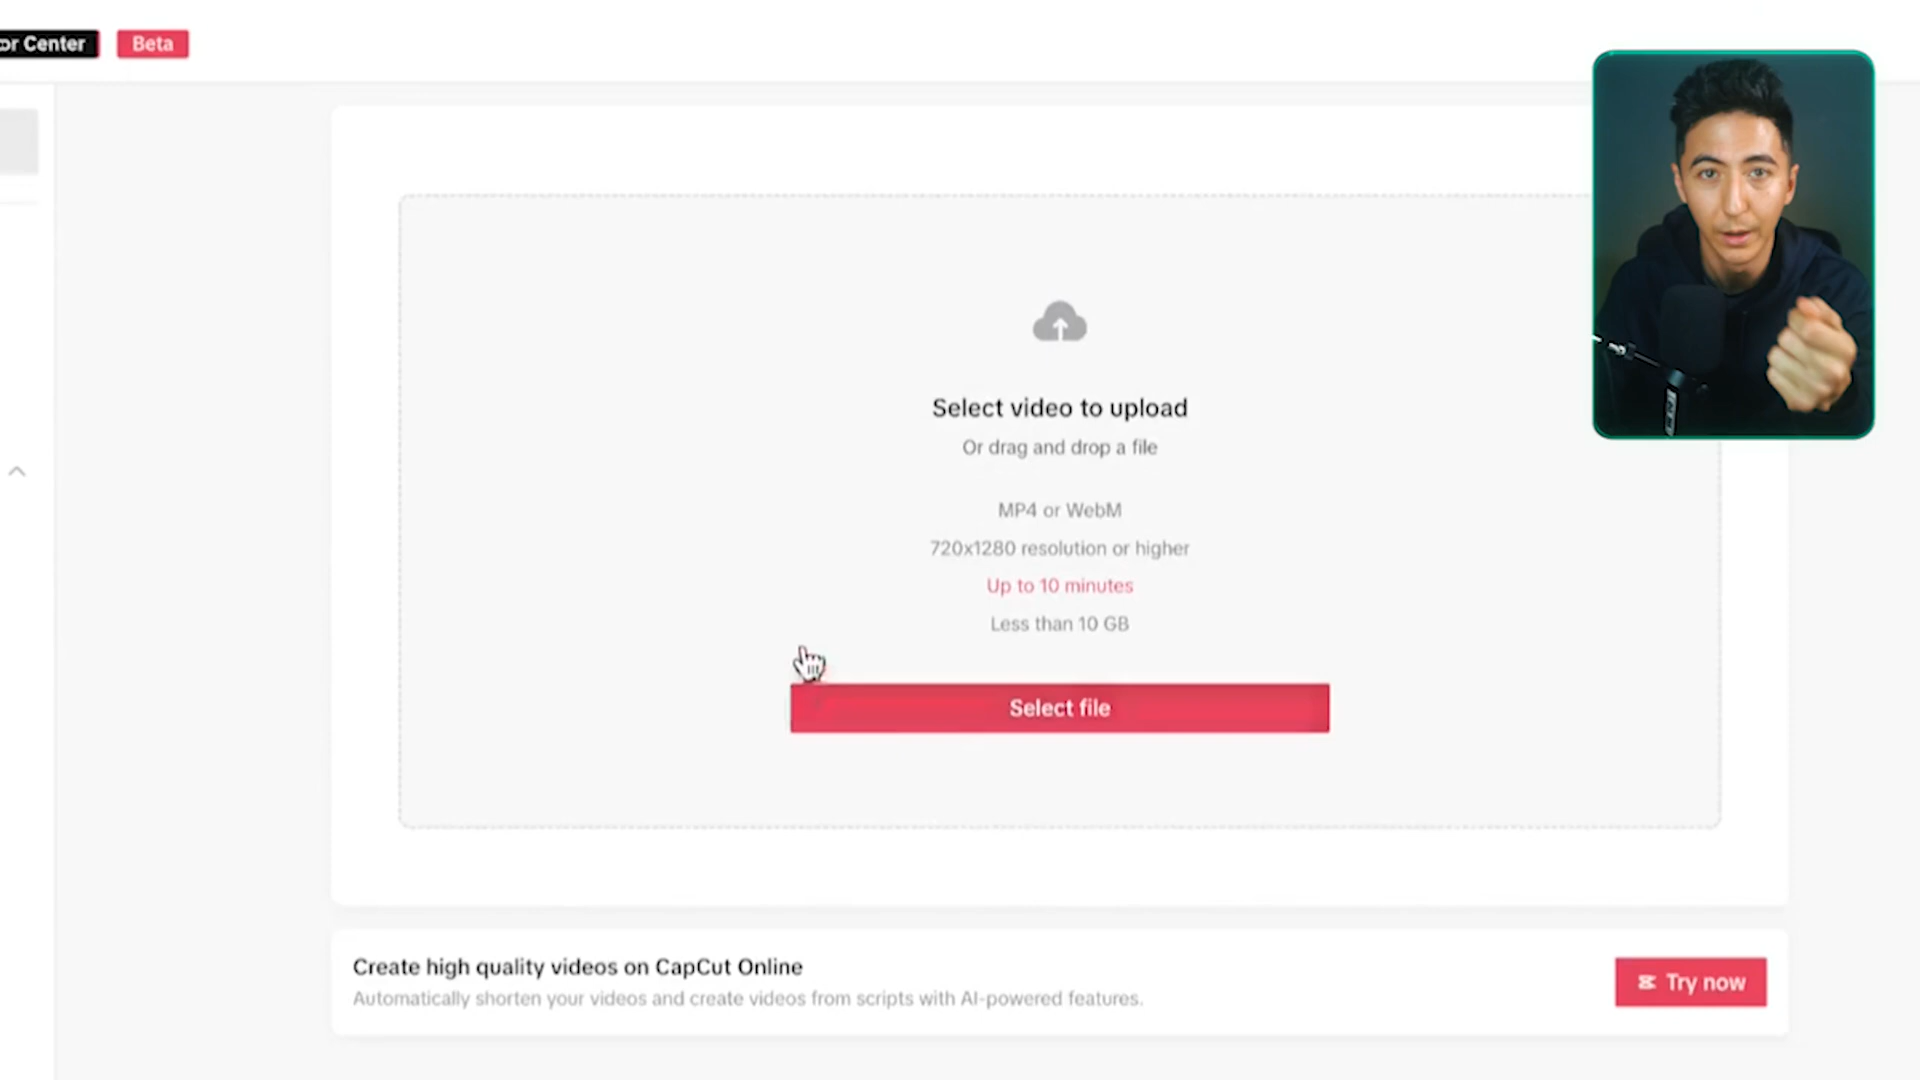 or Center
Beta
Select video to upload
Or drag and drop a file
MP4 or WebM
720x1280 resolution or higher
Up to 10 minutes
Less than 10 GB
Select file
Create high quality videos on CapCut Online
Automatically shorten your videos and create videos from scripts with AI-powered features.
Try now